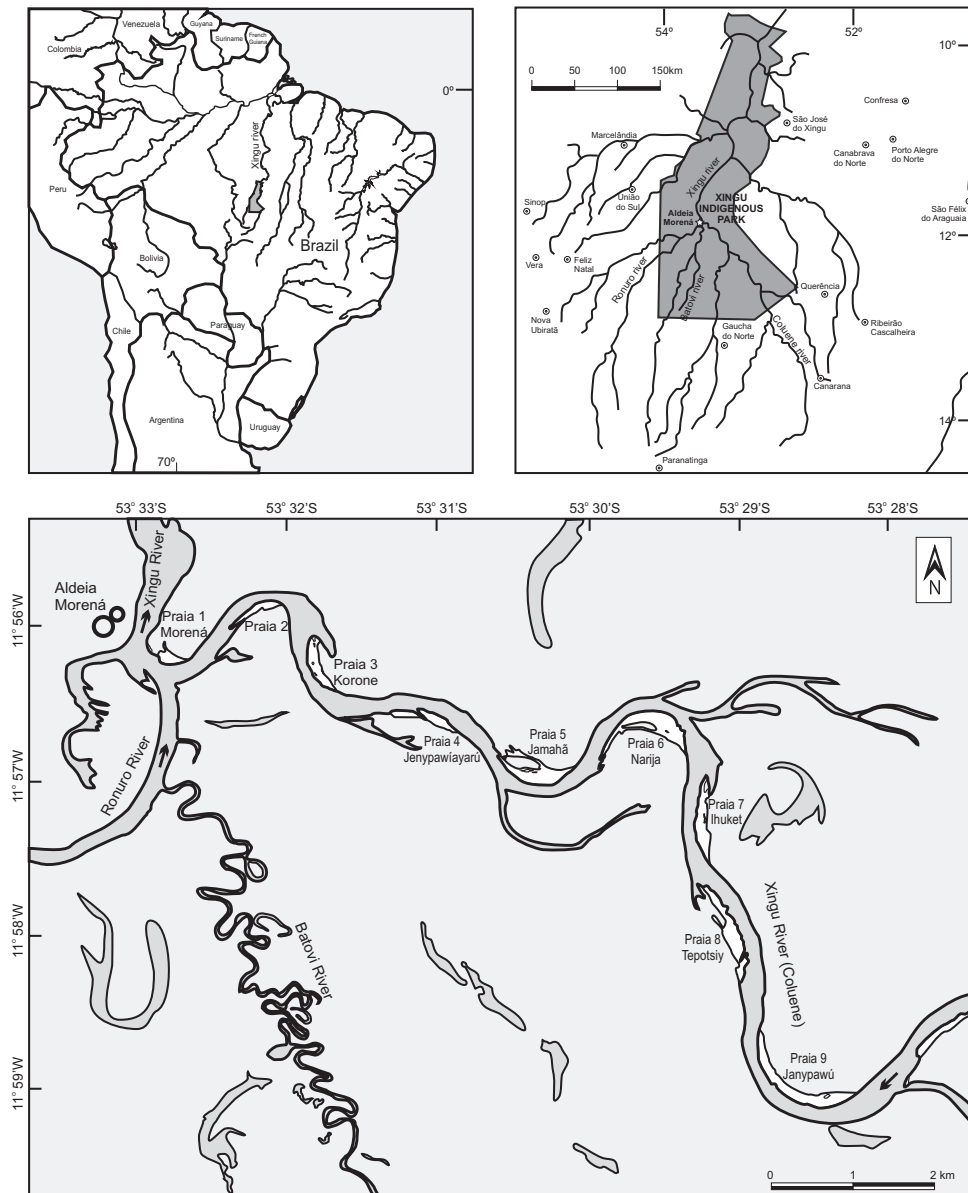 Venezuela
Guyana
Suriname
French
Guiana
Colombia
0º
Xingu river
Peru
Brazil
Bolivia
Paraguay
Chile
Argentina
Uruguay
70º
54º
52º
10º
0 50 100 150km
Confresa
São José
do Xingu
Marcelândia
Canabrava
do Norte
Porto Alegre
do Norte
Xingu river
União
do Sul
XINGU
INDIGENOUS
PARK
Sinop
Aldeia
Morená
São Félix
do Araguaia
12º
Vera
Feliz
Natal
Ronuro river
Batovi river
Querência
Nova
Ubiratã
Gaucha
do Norte
Coluene river
Ribeirão
Cascalheira
Canarana
14º
Paranatinga
53° 33'S
53° 32'S
53° 31'S
53° 30'S
53° 29'S
53° 28'S
Xingu River
N
Aldeia
Morená
11° 56'W
Praia 1
Morená
Praia 2
Praia 3
Korone
Praia 4
Jenypawíayarú
Praia 5
Jamahã
Praia 6
Narija
Ronuro River
11° 57'W
Praia 7
Ihuket
11° 58'W
Batovi River
Praia 8
Tepotsiy
Xingu River (Coluene)
11° 59'W
Praia 9
Janypawú
0 1 2 km